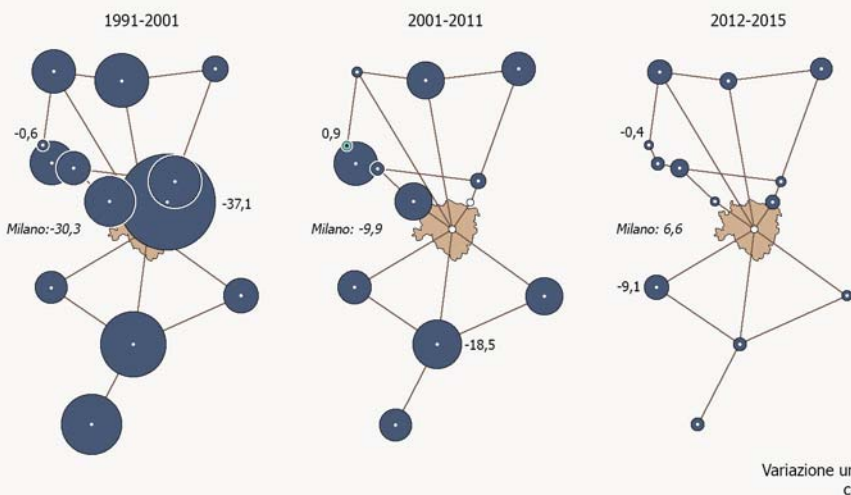 1991-2001
2001-2011
2012-2015
-0,6
0,9
-0,4
-37,1
Milano:-30,3
Milano: -9,9
Milano: 6,6
-9,1
-18,5
Variazione un
c